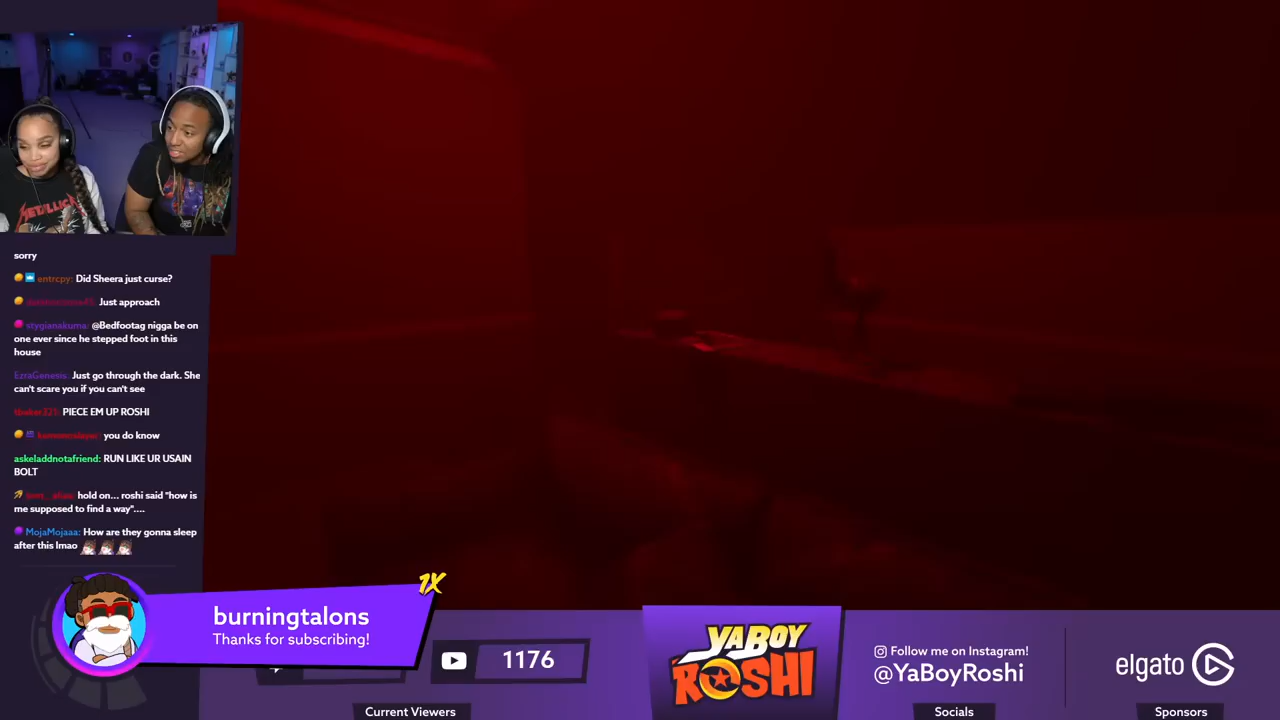 METALLICA
sorry
entrcpy: Did Sheera just curse?
Just approach
stygianakuma: @Bedfootag nigga be on
one ever since he stepped foot in this
house
EzraGenesis: Just go through the dark. She
can't scare you if you can't see
tbaker321: PIECE EM UP ROSHI
you do know
askeladdnotafriend: RUN LIKE UR USAIN
BOLT
hold on... roshi said "how is
me supposed to find a way"....
MojaMojaaa: How are they gonna sleep
after this lmao
1X
burningtalons
Thanks for subscribing!
1176
Current Viewers
YABOY
ROSHI
Follow me on Instagram!
@YaBoyRoshi
Socials
elgato
Sponsors